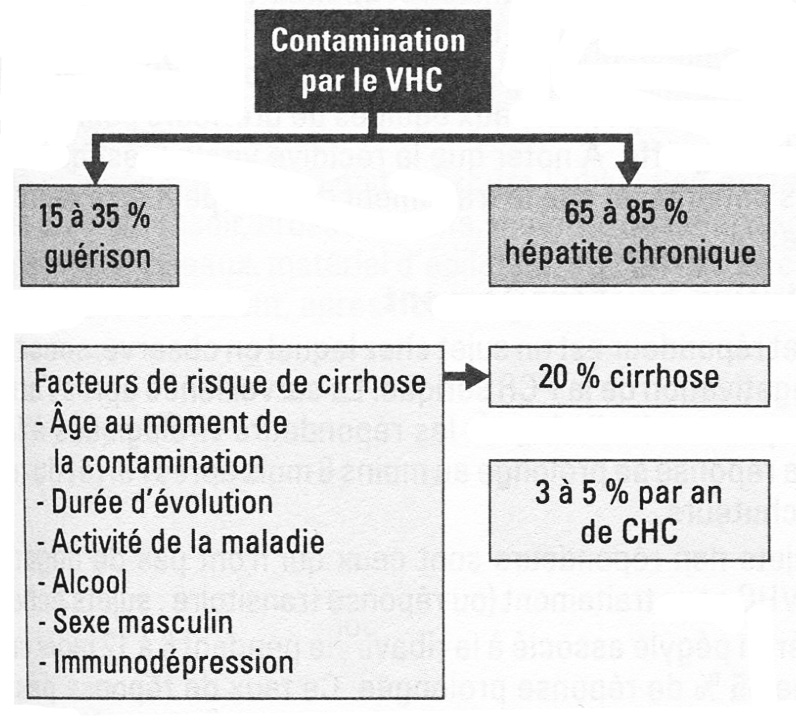 Contamination
par le VHC
15 à 35 %
guérison
65 à 85 %
hépatite chronique
Facteurs de risque de cirrhose
- Âge au moment de
la contamination
- Durée d'évolution
- Activité de la maladie
- Alcool
- Sexe masculin
- Immunodépression
20 % cirrhose
3 à 5 % par an
de CHC